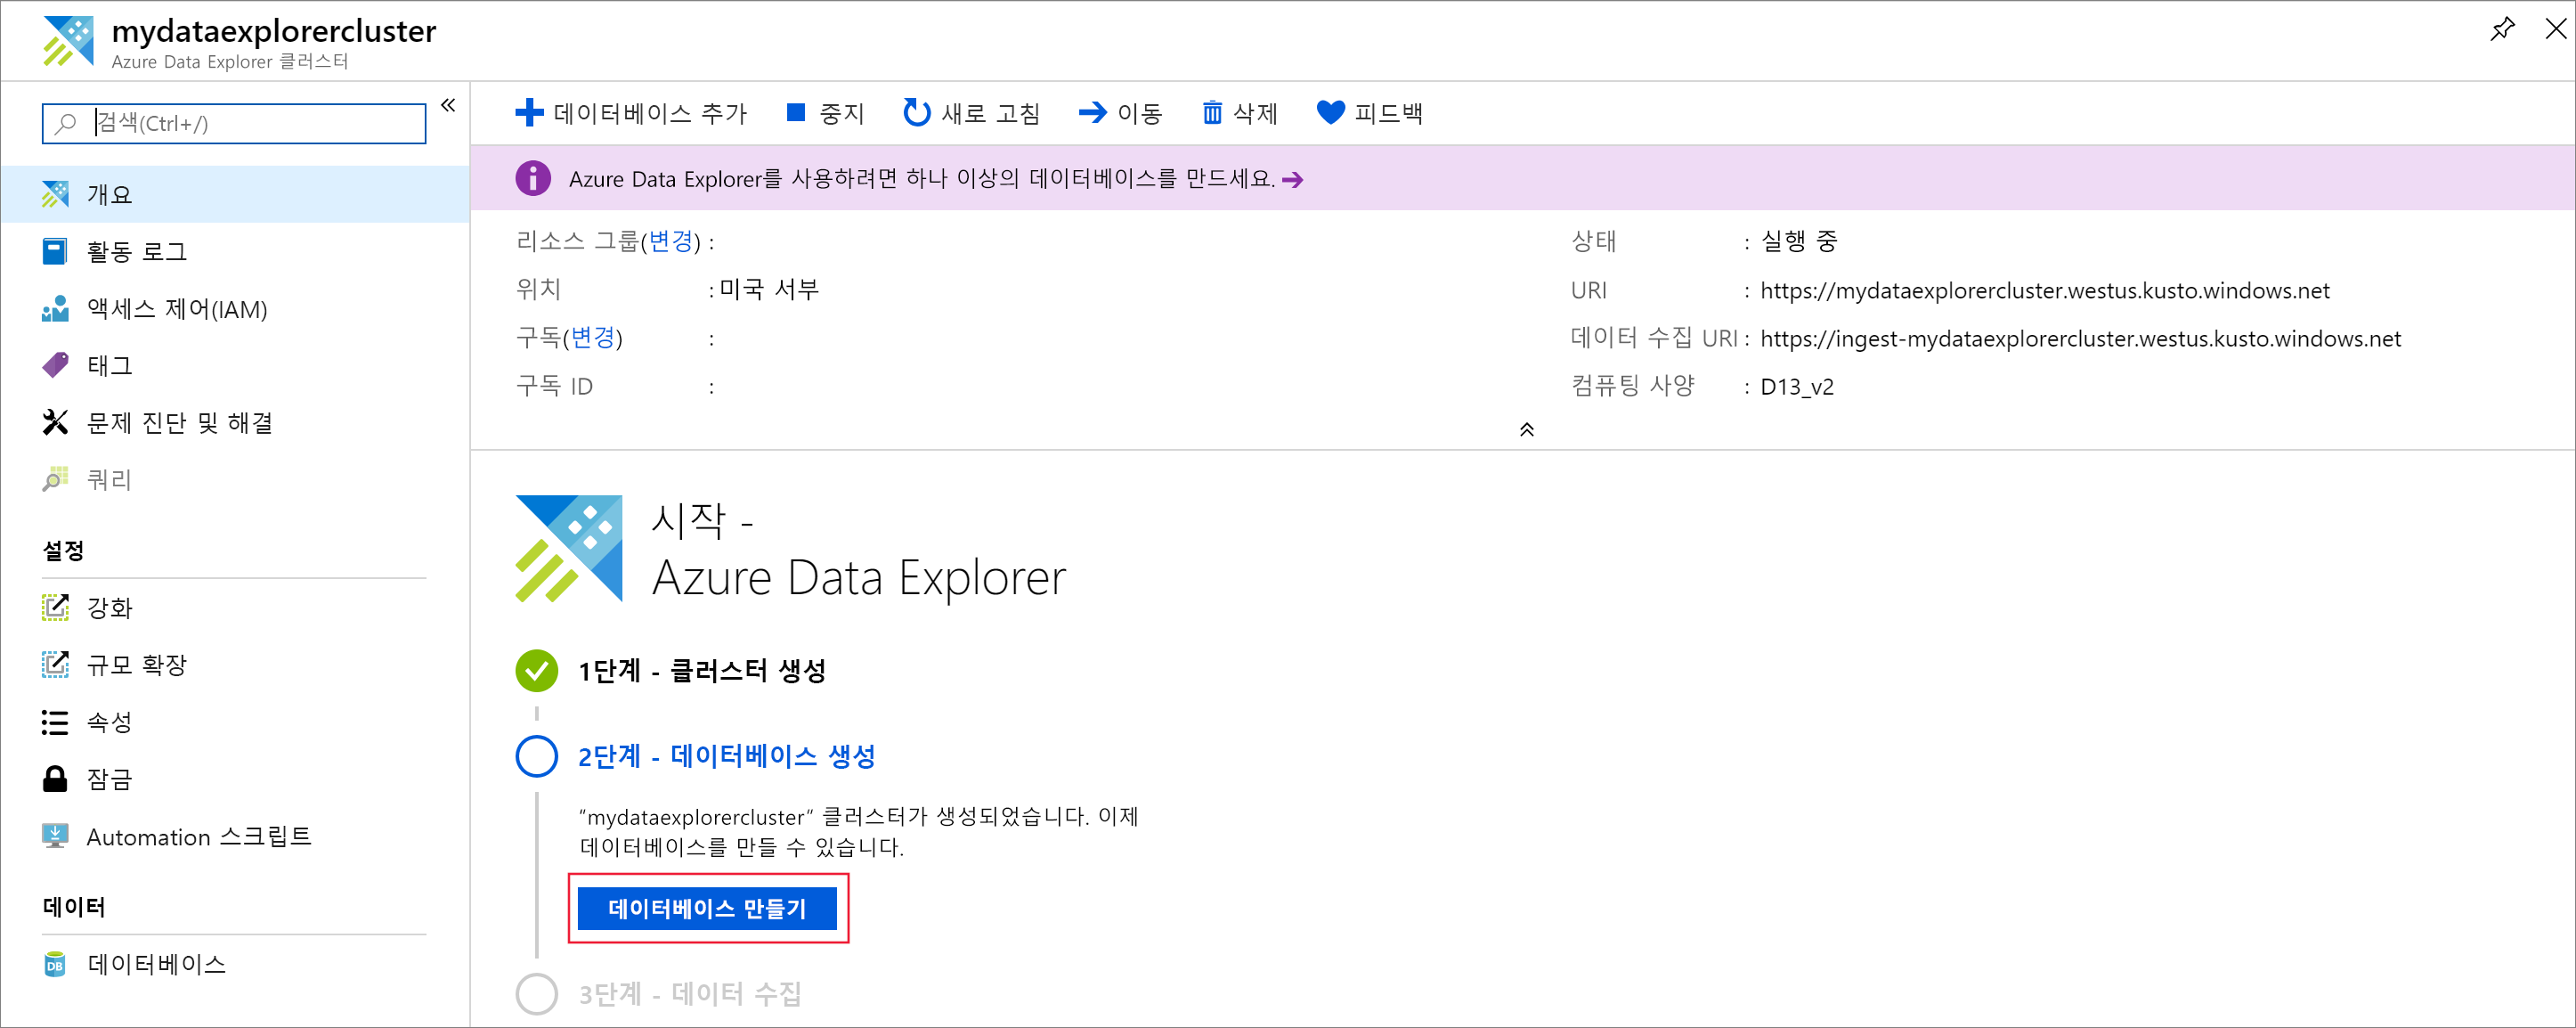 mydataexplorercluster
Azure Data Explorer 클러스터
검색(Ctrl+/)
개요
활동 로그
액세스 제어(IAM)
태그
문제 진단 및 해결
쿼리
설정
강화
규모 확장
속성
잠금
Automation 스크립트
데이터
DB 데이터베이스
데이터베이스 추가 중지 새로 고침 이동 삭제 피드백
Azure Data Explorer를 사용하려면 하나 이상의 데이터베이스를 만드세요.
리소스 그룹(변경) :
위치 : 미국 서부
구독(변경) :
구독 ID :
상태 : 실행 중
URI : https://mydataexplorercluster.westus.kusto.windows.net
데이터 수집 URI : https://ingest-mydataexplorercluster.westus.kusto.windows.net
컴퓨팅 사양 : D13_v2
시작 -
Azure Data Explorer
1단계 - 클러스터 생성
2단계 - 데이터베이스 생성
“mydataexplorercluster” 클러스터가 생성되었습니다. 이제
데이터베이스를 만들 수 있습니다.
데이터베이스 만들기
3단계 - 데이터 수집